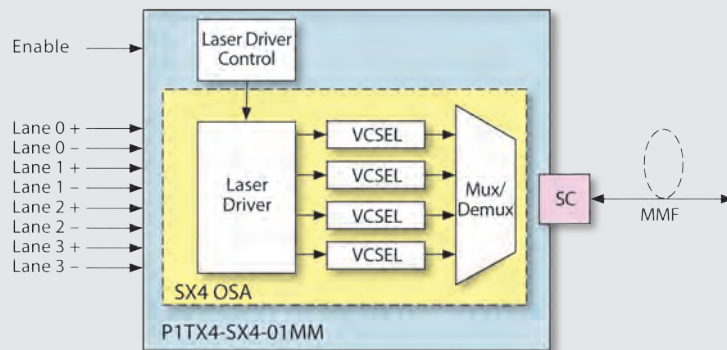 Enable
Laser Driver
Control
Lane 0 +
Lane 0 –
Lane 1 +
Lane 1 –
Lane 2 +
Lane 2 –
Lane 3 +
Lane 3 –
Laser
Driver
VCSEL
VCSEL
VCSEL
VCSEL
Mux/
Demux
SC
MMF
SX4 OSA
P1TX4-SX4-01MM